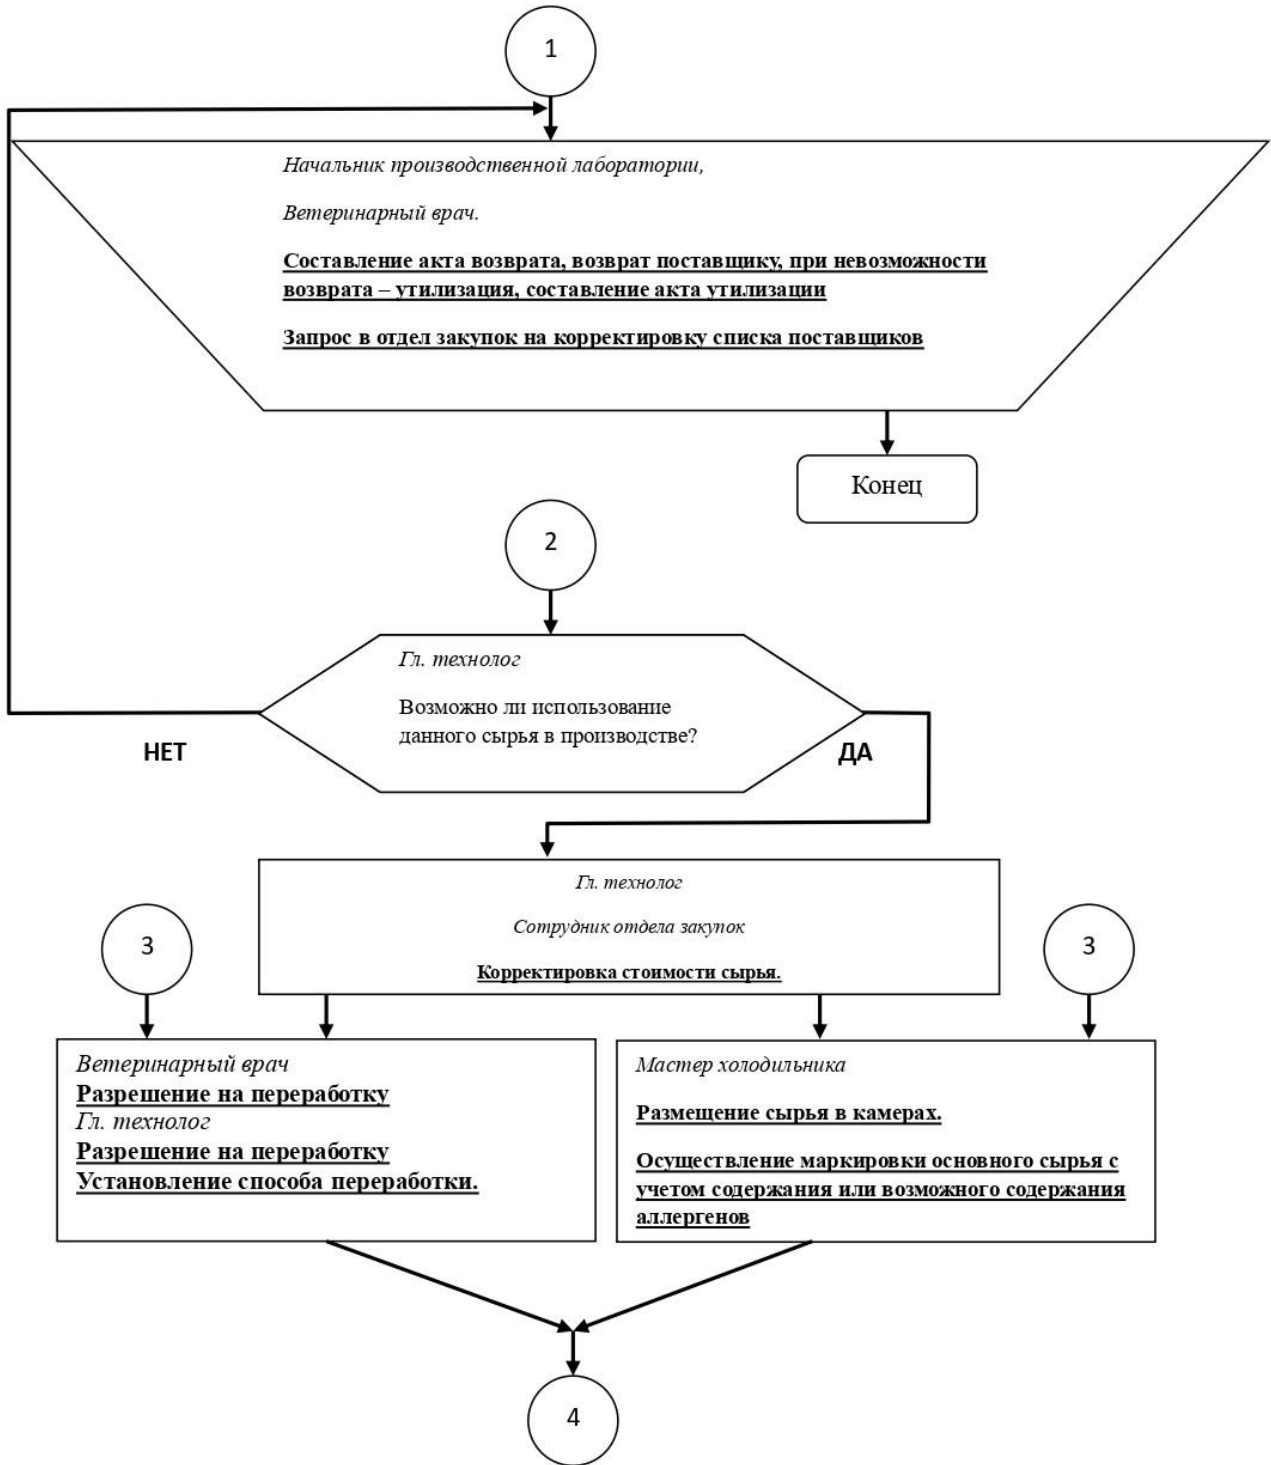 1
Начальник производственной лаборатории,
Ветеринарный врач.
Составление акта возврата, возврат поставщику, при невозможности
возврата – утилизация, составление акта утилизации
Запрос в отдел закупок на корректировку списка поставщиков
Конец
2
Гл. технолог
Возможно ли использование
данного сырья в производстве?
НЕТ
ДА
Гл. технолог
Сотрудник отдела закупок
Корректировка стоимости сырья.
3
3
Ветеринарный врач
Разрешение на переработку
Гл. технолог
Разрешение на переработку
Установление способа переработки.
Мастер холодильника
Размещение сырья в камерах.
Осуществление маркировки основного сырья с
учетом содержания или возможного содержания
аллергенов
4